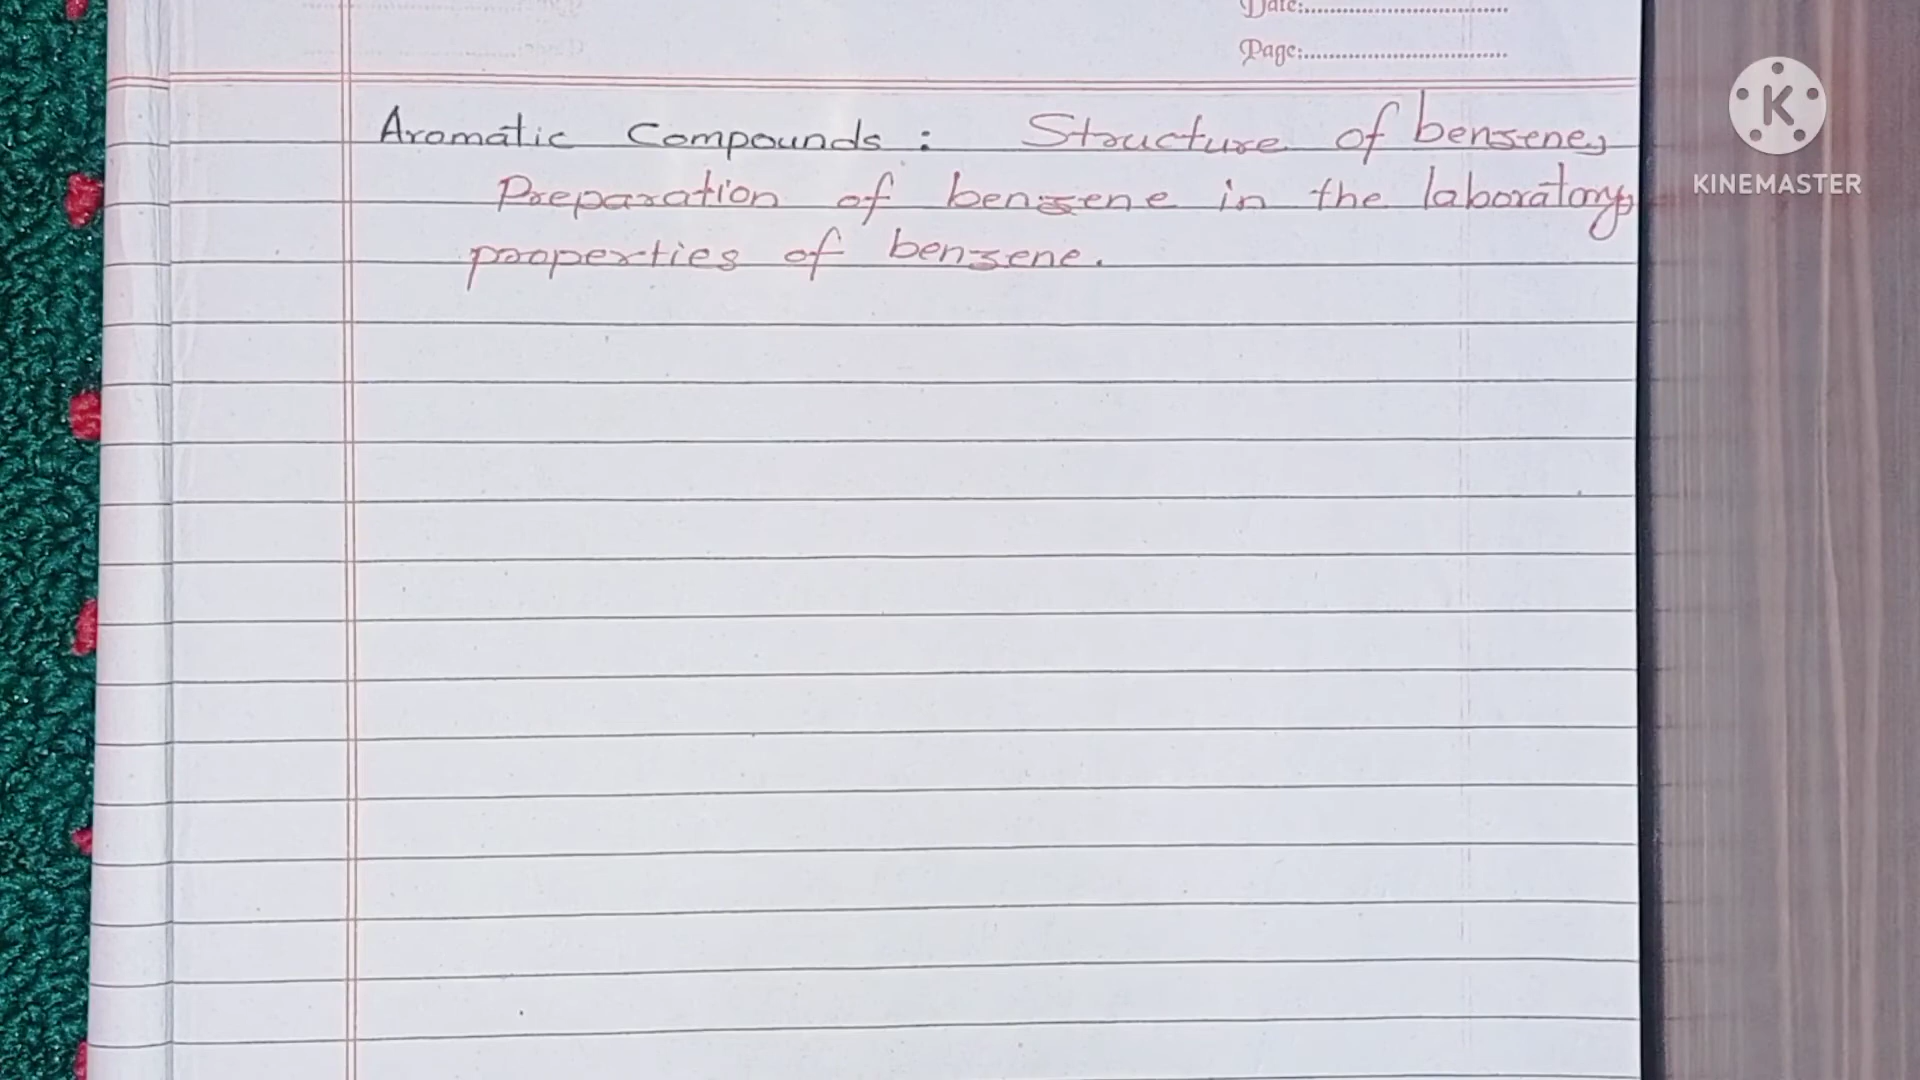 Date:
Page:
Aromatic Compounds : Structure of benzene,
Preparation of benzene in the laboratory,
properties of benzene.
K
KINEMASTER